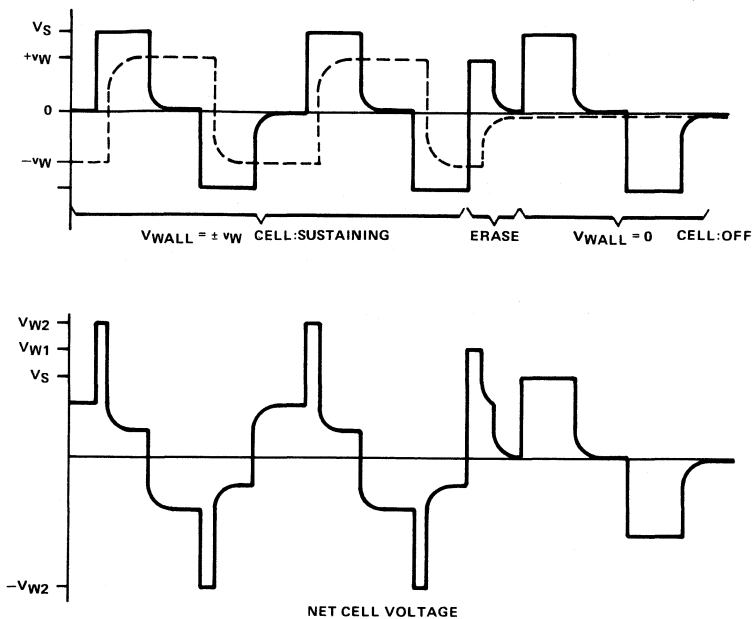 VS
+vW
0
−vW
VWALL = ± vW CELL:SUSTAINING ERASE VWALL = 0 CELL:OFF
VW2
VW1
VS
−VW2
NET CELL VOLTAGE